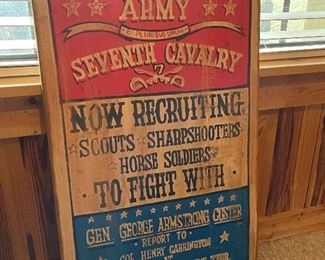 ARMY
E PLURIBUS UNUM
SEVENTH CAVALRY
7
NOW RECRUITING
SCOUTS SHARPSHOOTERS
HORSE SOLDIERS
TO FIGHT WITH
GEN GEORGE ARMSTRONG CUSTER
REPORT TO
COL HENRY CARRINGTON
AT